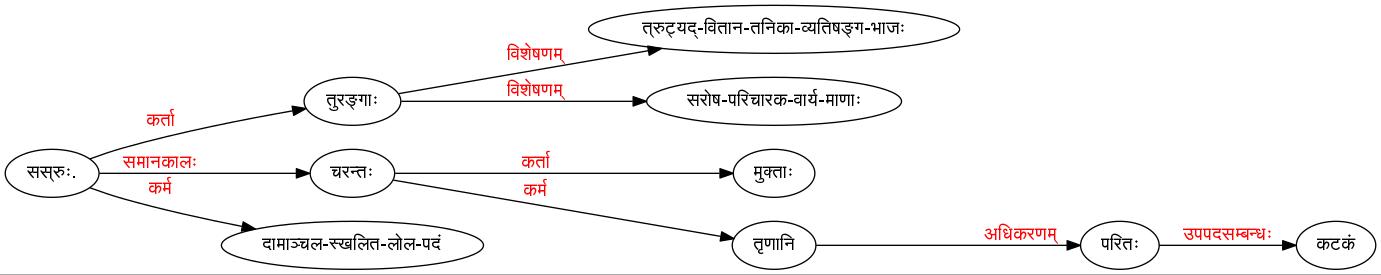 त्रुट्यद्-वितान-तनिका-व्यतिषङ्ग-भाजः
विशेषणम्
तुरङ्गाः
विशेषणम्
सरोष-परिचारक-वार्य-माणाः
कर्ता
सस्रुः.
समानकालः
चरन्तः
कर्ता
मुक्ताः
कर्म
कर्म
दामाञ्चल-स्खलित-लोल-पदं
तृणानि
अधिकरणम्
परितः
उपपदसम्बन्धः
कटकं